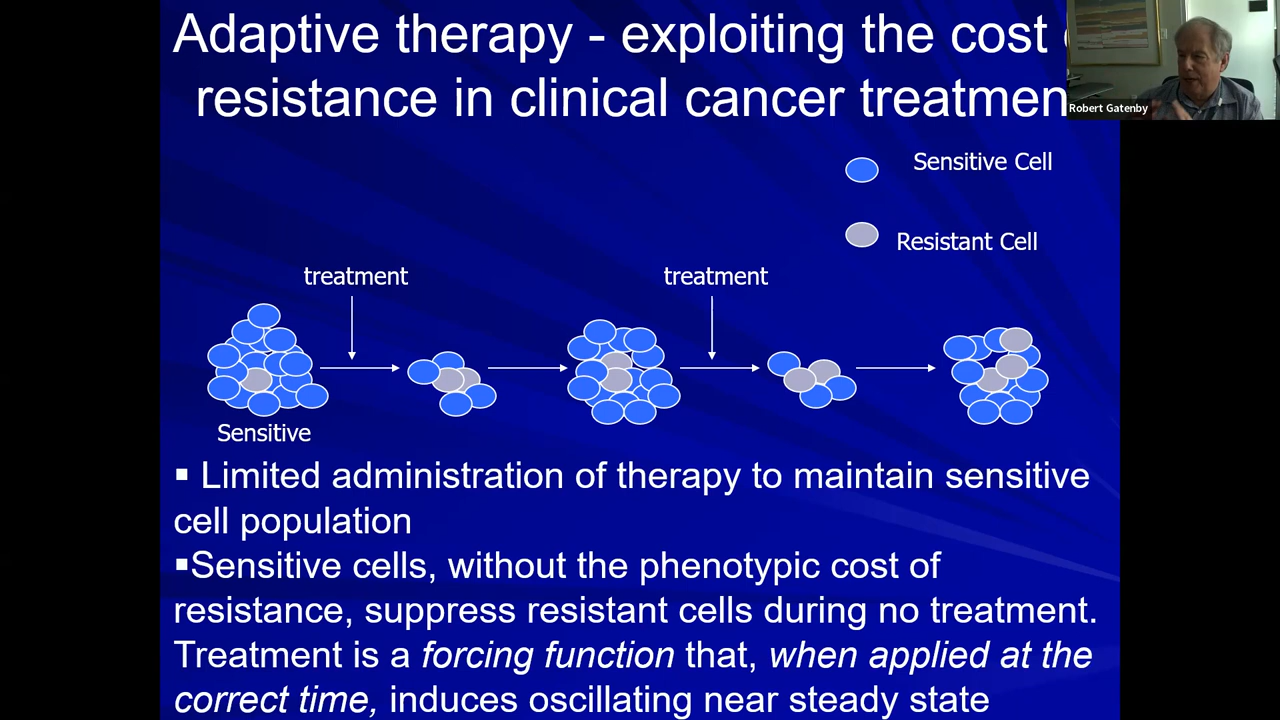 Adaptive therapy - exploiting the cost
resistance in clinical cancer treatmen
Robert Gatenby
Sensitive Cell
Resistant Cell
treatment
treatment
Sensitive
▪ Limited administration of therapy to maintain sensitive
cell population
▪Sensitive cells, without the phenotypic cost of
resistance, suppress resistant cells during no treatment.
Treatment is a forcing function that, when applied at the
correct time, induces oscillating near steady state